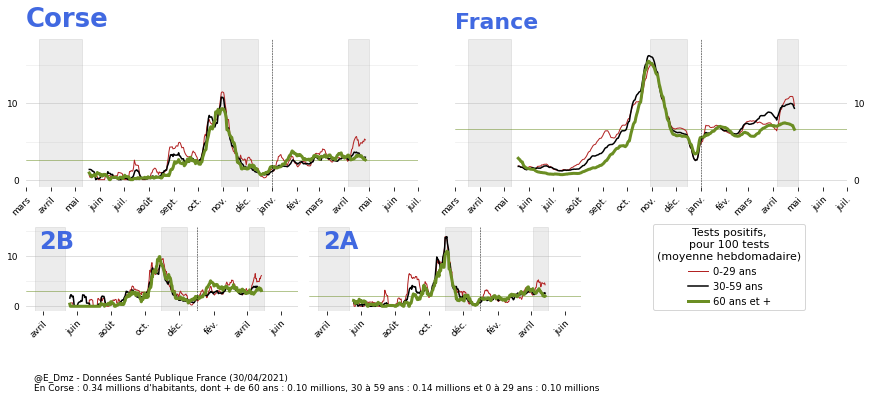 Corse
France
10
0
10
0
mars avril mai juin juil. août sept. oct. nov. déc. janv. fév. mars avril mai juin juil.
mars avril mai juin juil. août sept. oct. nov. déc. janv. fév. mars avril mai juin juil.
2B
2A
10
0
avril juin août oct. déc. fév. avril juin
avril juin août oct. déc. fév. avril juin
Tests positifs,
pour 100 tests
(moyenne hebdomadaire)
0-29 ans
30-59 ans
60 ans et +
@E_Dmz - Données Santé Publique France (30/04/2021)
En Corse : 0.34 millions d'habitants, dont + de 60 ans : 0.10 millions, 30 à 59 ans : 0.14 millions et 0 à 29 ans : 0.10 millions